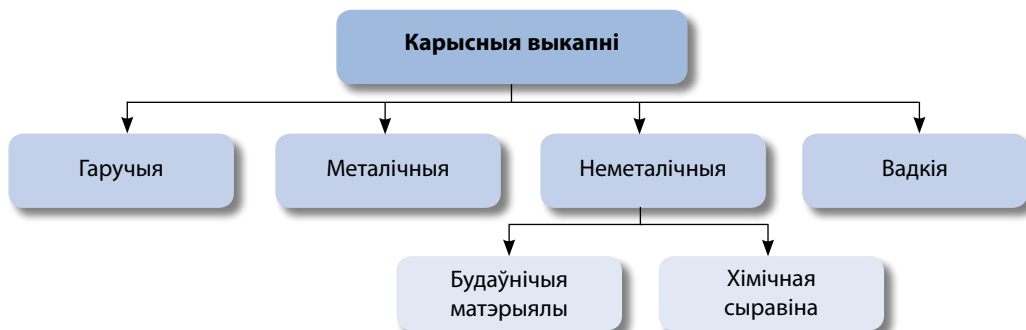 Карысныя выкапні
Гаручыя
Металічныя
Неметалічныя
Вадкія
Будаўнічыя
матэрыялы
Хімічная
сыравіна